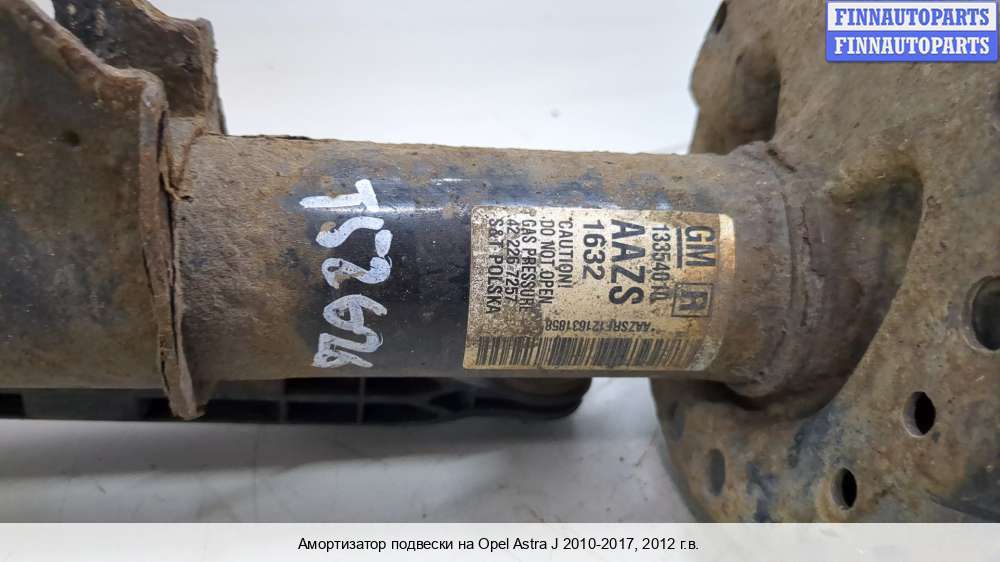 FINNAUTOPARTS
FINNAUTOPARTS
GM
13354010
R
AAZS
1632
*CAUTION!
DO NOT OPEN
GAS PRESSURE
S&T POLSKA
Амортизатор подвески на Opel Astra J 2010-2017, 2012 г.в.